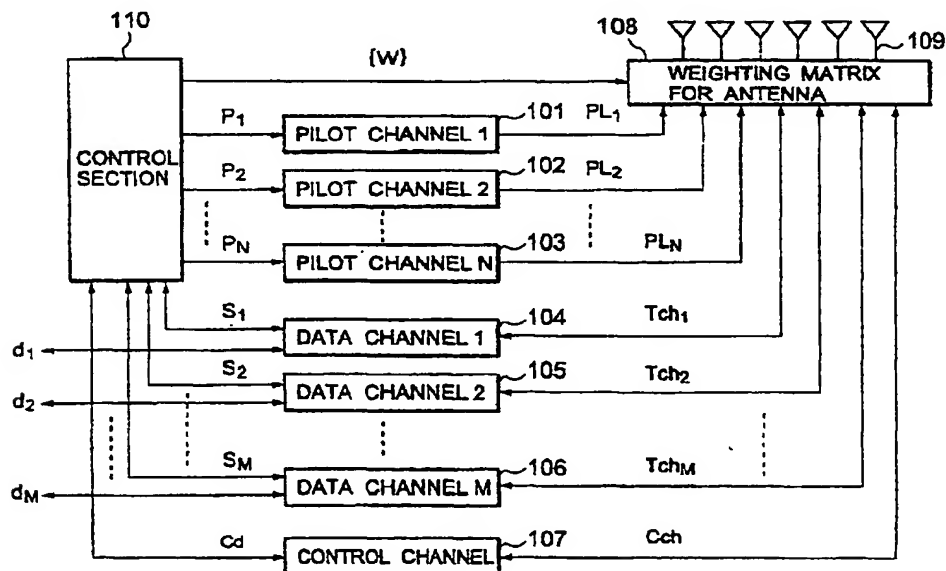 110
108
109
{W}
WEIGHTING MATRIX
FOR ANTENNA
CONTROL
SECTION
P1
101
PILOT CHANNEL 1
PL1
P2
102
PILOT CHANNEL 2
PL2
PN
103
PILOT CHANNEL N
PLN
S1
104
DATA CHANNEL 1
Tch1
d1
S2
105
DATA CHANNEL 2
Tch2
d2
SM
106
DATA CHANNEL M
TchM
dM
Cd
107
CONTROL CHANNEL
Cch